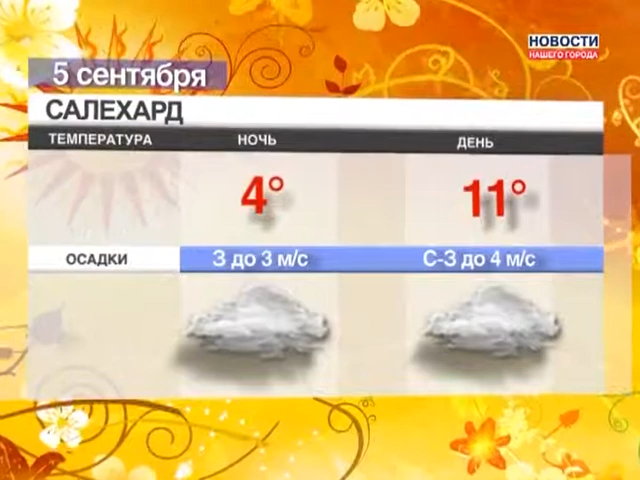 НОВОСТИ
НАШЕГО ГОРОДА
5 сентября
САЛЕХАРД
ТЕМПЕРАТУРА НОЧЬ ДЕНЬ
4° 11°
ОСАДКИ З до 3 м/с С-З до 4 м/с